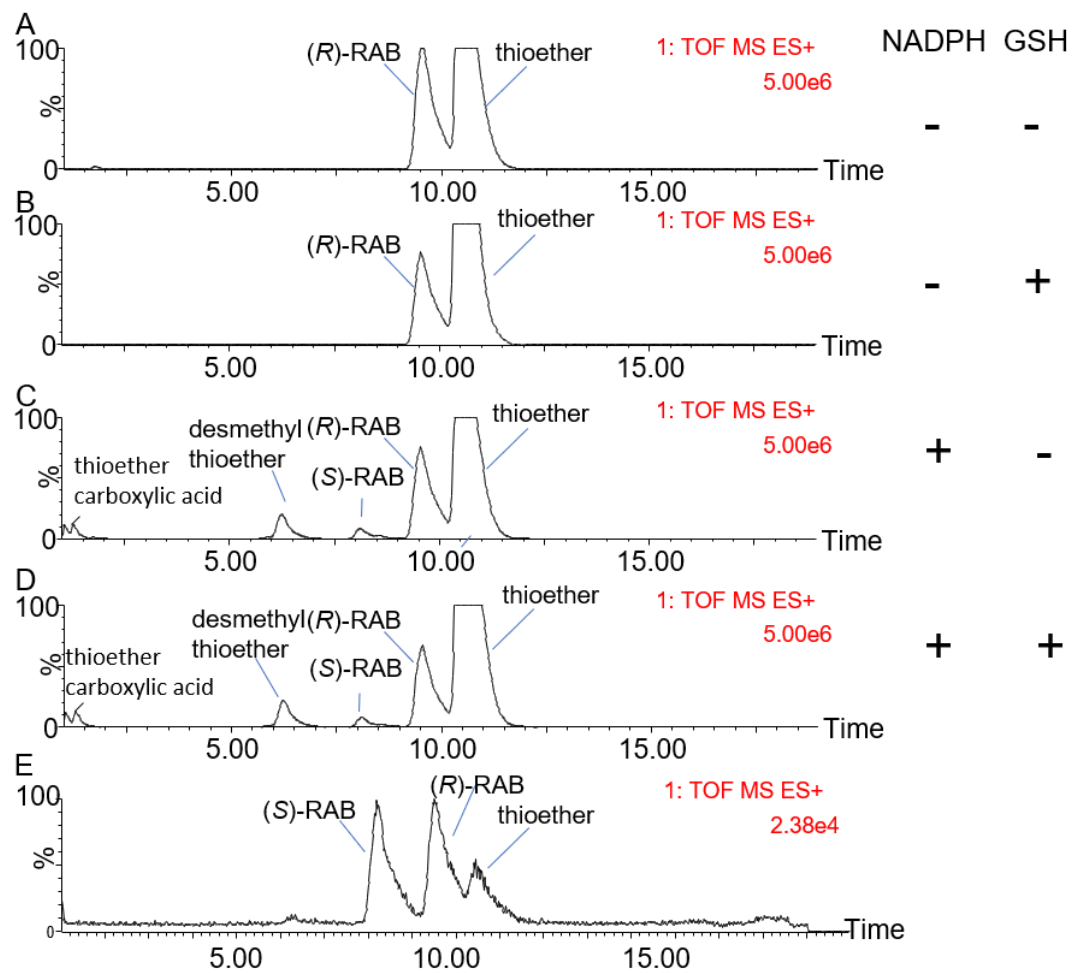 A
100
%
0
(R)-RAB
thioether
1: TOF MS ES+
5.00e6
NADPH GSH
- -
5.00 10.00 15.00
Time
B
100
%
0
(R)-RAB
thioether
1: TOF MS ES+
5.00e6
- +
5.00 10.00 15.00
Time
C
100
%
0
thioether
carboxylic acid
desmethyl
thioether
(R)-RAB
(S)-RAB
thioether
1: TOF MS ES+
5.00e6
+ -
5.00 10.00 15.00
Time
D
100
%
0
thioether
carboxylic acid
desmethyl
thioether
(R)-RAB
(S)-RAB
thioether
1: TOF MS ES+
5.00e6
+ +
5.00 10.00 15.00
Time
E
100
%
0
(S)-RAB
(R)-RAB
thioether
1: TOF MS ES+
2.38e4
5.00 10.00 15.00
Time